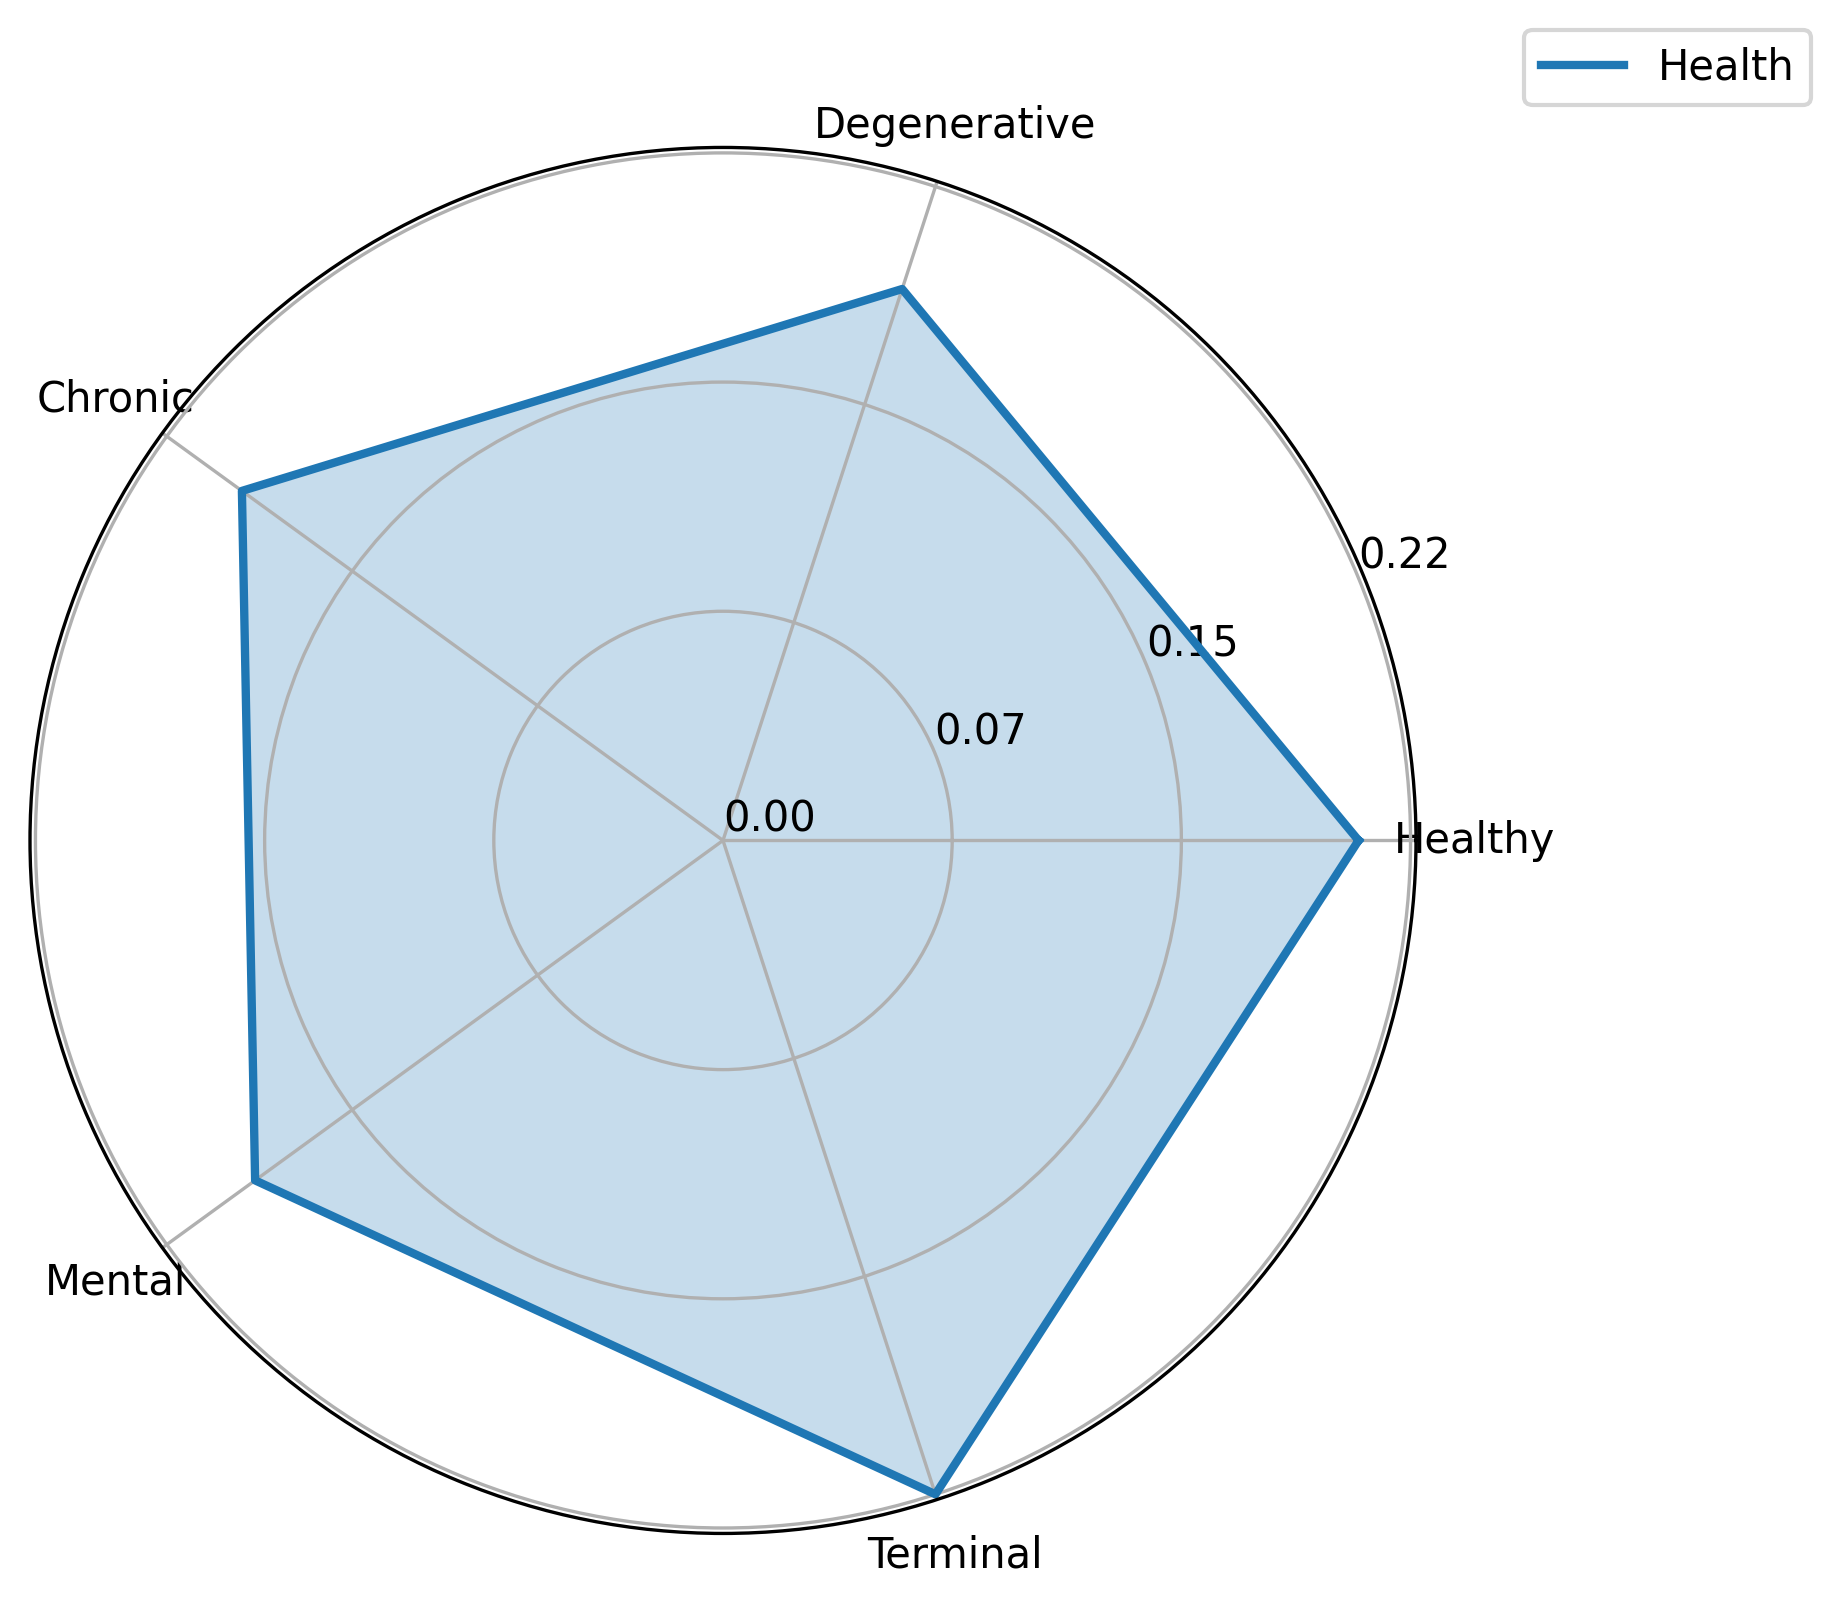 Health
Degenerative
Chronic
0.22
0.15
0.07
0.00
Healthy
Mental
Terminal